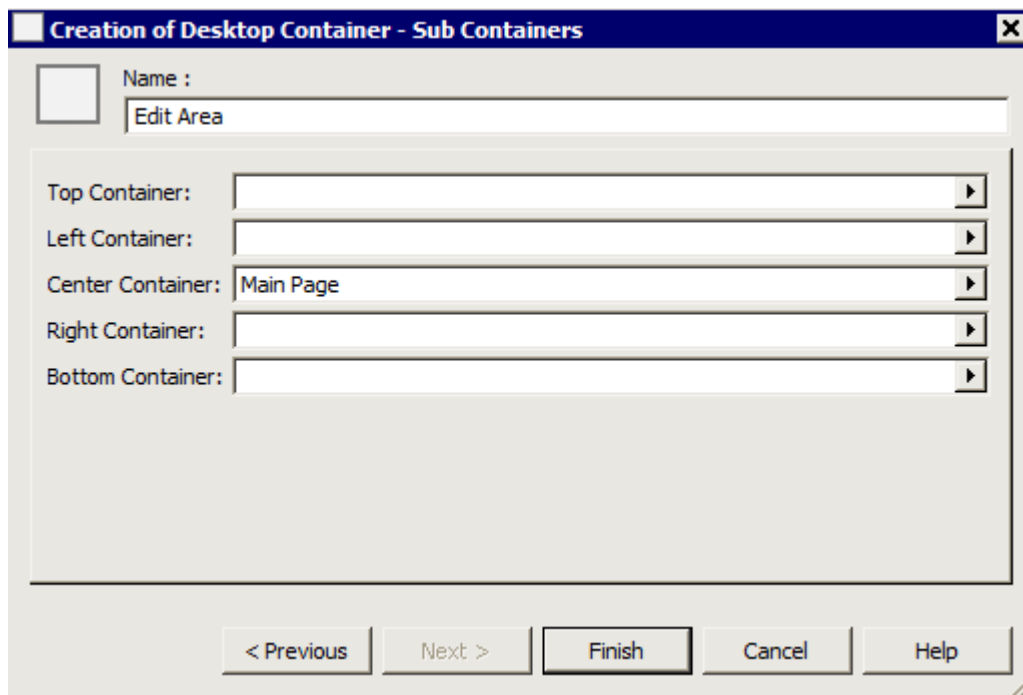 Creation of Desktop Container - Sub Containers
Name :
Edit Area
Top Container:
Left Container:
Center Container: Main Page
Right Container:
Bottom Container:
< Previous Next > Finish Cancel Help